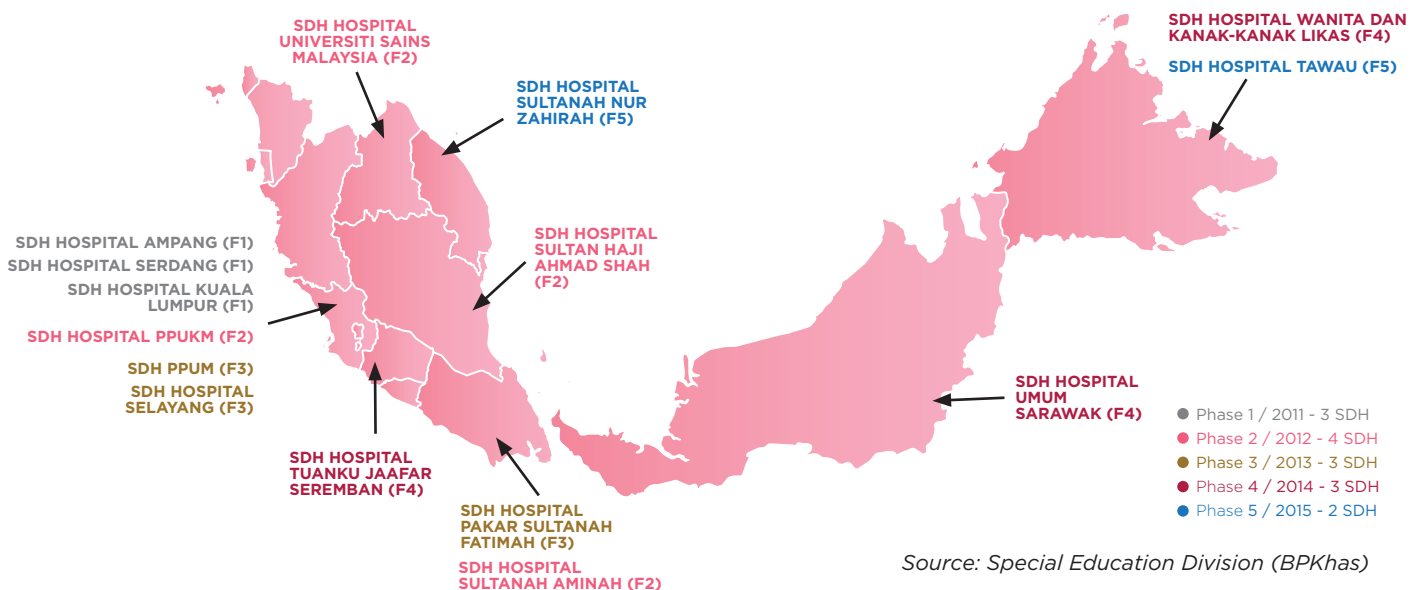 SDH HOSPITAL
UNIVERSITI SAINS
MALAYSIA (F2)
SDH HOSPITAL
SULTANAH NUR
ZAHIRAH (F5)
SDH HOSPITAL WANITA DAN
KANAK-KANAK LIKAS (F4)
SDH HOSPITAL TAWAU (F5)
SDH HOSPITAL AMPANG (F1)
SDH HOSPITAL SERDANG (F1)
SDH HOSPITAL KUALA
LUMPUR (F1)
SDH HOSPITAL PPUKM (F2)
SDH PPUM (F3)
SDH HOSPITAL
SELAYANG (F3)
SDH HOSPITAL
SULTAN HAJI
AHMAD SHAH
(F2)
SDH HOSPITAL
TUANKU JAAFAR
SEREMBAN (F4)
SDH HOSPITAL
PAKAR SULTANAH
FATIMAH (F3)
SDH HOSPITAL
SULTANAH AMINAH (F2)
SDH HOSPITAL
UMUM
SARAWAK (F4)
Phase 1 / 2011 - 3 SDH
Phase 2 / 2012 - 4 SDH
Phase 3 / 2013 - 3 SDH
Phase 4 / 2014 - 3 SDH
Phase 5 / 2015 - 2 SDH
Source: Special Education Division (BPKhas)